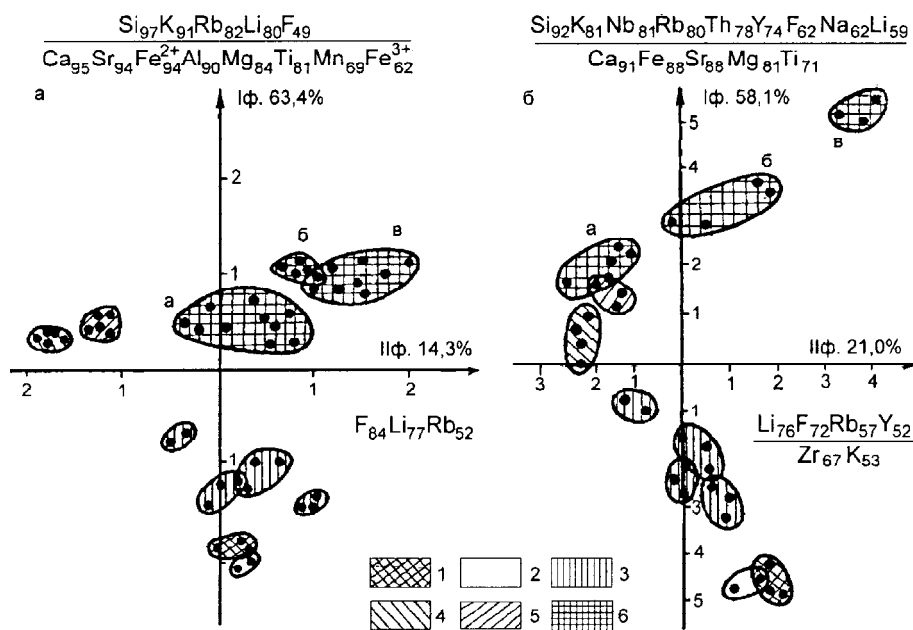 Si₉₇K₉₁Rb₈₂Li₈₀F₄₉
Ca₉₅Sr₉₄Fe²⁺₉₄Al₉₀Mg₈₄Ti₈₁Mn₆₉Fe³⁺₆₂
а
Iф. 63,4%
2
1
б
в
а
IIф. 14,3%
2
1
1
2
F₈₄Li₇₇Rb₅₂
1
Si₉₂K₈₁Nb₈₁Rb₈₀Th₇₈Y₇₄F₆₂Na₆₂Li₅₉
Ca₉₁Fe₈₈Sr₈₈Mg₈₁Ti₇₁
б
Iф. 58,1%
5
в
4
б
а
2
1
IIф. 21,0%
3
2
1
1
2
3
4
1
Li₇₆F₇₂Rb₅₇Y₅₂
Zr₆₇K₅₃
3
4
5
1
2
3
4
5
6